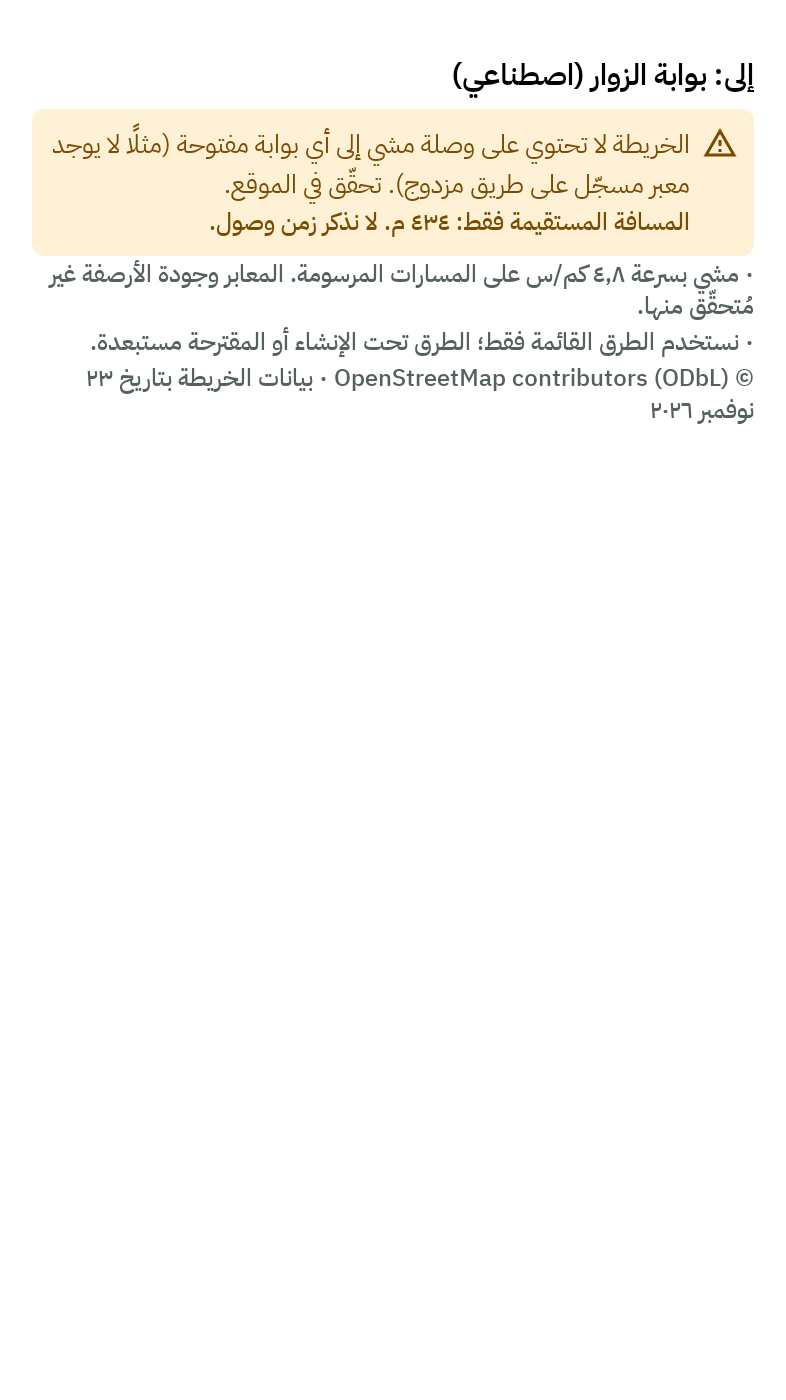 إلى: بوابة الزوار (اصطناعي)
الخريطة لا تحتوي على وصلة مشي إلى أي بوابة مفتوحة (مثلًا لا يوجد
معبر مسجّل على طريق مزدوج). تحقّق في الموقع.
المسافة المستقيمة فقط: ٤٣٤ م. لا نذكر زمن وصول.
· مشي بسرعة ٤٫٨ كم/س على المسارات المرسومة. المعابر وجودة الأرصفة غير
مُتحقّق منها.
· نستخدم الطرق القائمة فقط؛ الطرق تحت الإنشاء أو المقترحة مستبعدة.
© OpenStreetMap contributors (ODbL) · بيانات الخريطة بتاريخ ٢٣
نوفمبر ٢٠٢٦